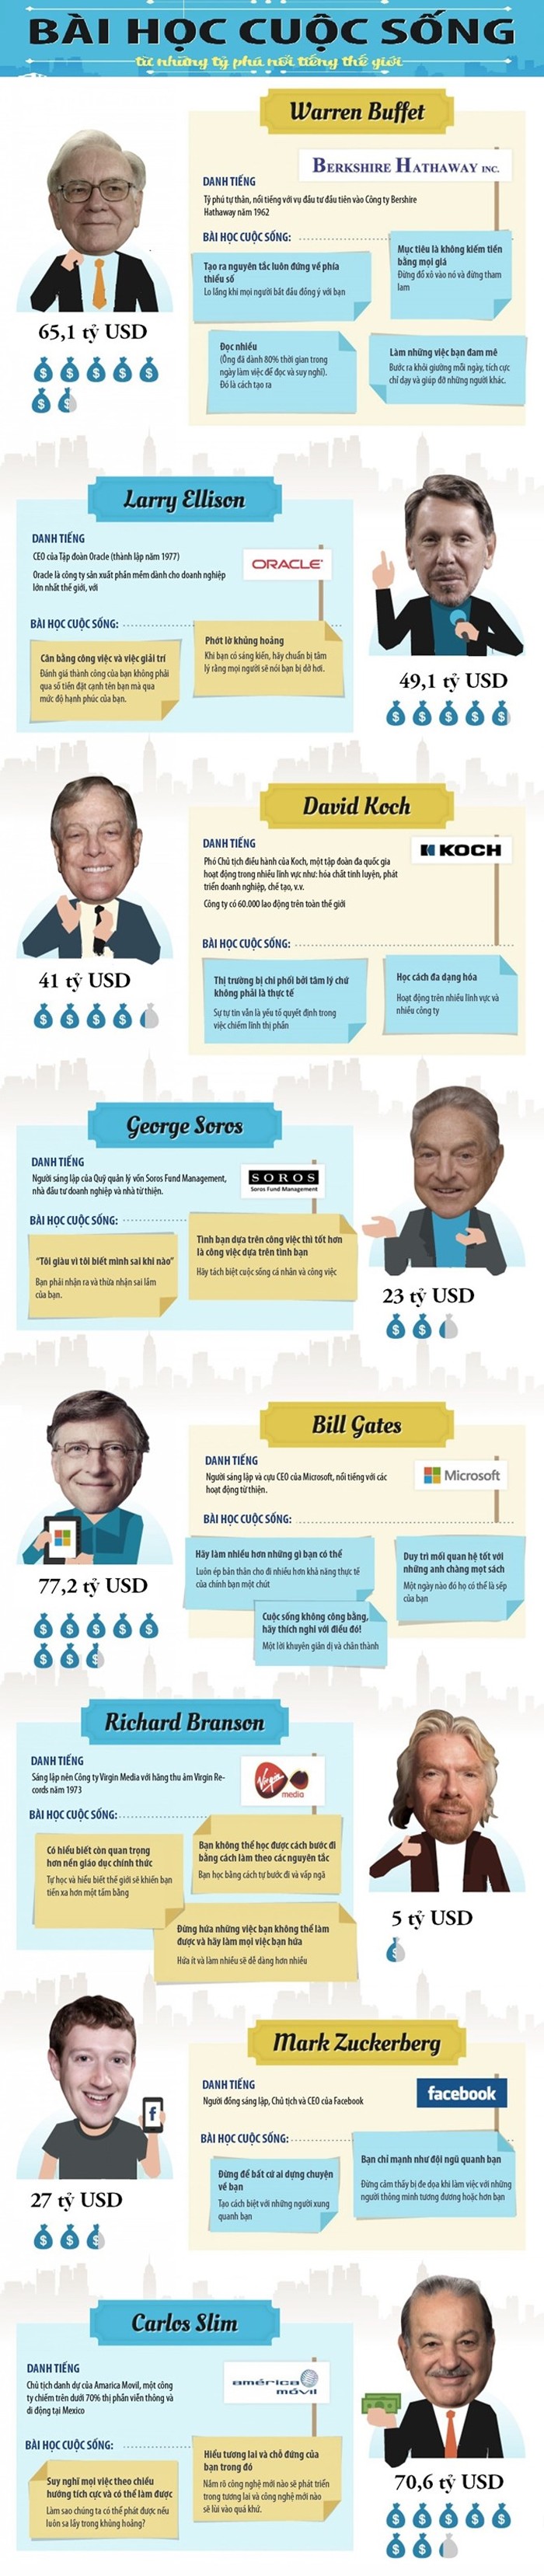 BÀI HỌC CUỘC SỐNG
từ những tỷ phú nổi tiếng thế giới
Warren Buffet
BERKSHIRE HATHAWAY INC.
DANH TIẾNG
Tỷ phú tự thân, nổi tiếng với vụ đầu tư đầu tiên vào Công ty Bershire
Hathaway năm 1962
BÀI HỌC CUỘC SỐNG:
Tạo ra nguyên tắc luôn đứng về phía
thiểu số
Lo lắng khi mọi người bắt đầu đồng ý với bạn
Mục tiêu là không kiếm tiền
bằng mọi giá
Đừng đổ xô vào nó và đừng tham
lam
Đọc nhiều
(Ông đã dành 80% thời gian trong
ngày làm việc để đọc và suy nghĩ).
Đó là cách tạo ra
Làm những việc bạn đam mê
Bước ra khỏi giường mỗi ngày, tích cực
chỉ dạy và giúp đỡ những người khác.
65,1 tỷ USD
Larry Ellison
DANH TIẾNG
CEO của Tập đoàn Oracle (thành lập năm 1977)
Oracle là công ty sản xuất phần mềm dành cho doanh nghiệp
lớn nhất thế giới, với
ORACLE
BÀI HỌC CUỘC SỐNG:
Cân bằng công việc và việc giải trí
Đánh giá thành công của bạn không phải
qua số tiền đặt cạnh tên bạn mà qua
mức độ hạnh phúc của bạn.
Phớt lờ khủng hoảng
Khi bạn có sáng kiến, hãy chuẩn bị tâm
lý rằng mọi người sẽ nói bạn bị dở hơi.
49,1 tỷ USD
David Koch
DANH TIẾNG
Phó Chủ tịch điều hành của Koch, một tập đoàn đa quốc gia
hoạt động trong nhiều lĩnh vực như: hóa chất tinh luyện, phát
triển doanh nghiệp, chế tạo, v.v.
Công ty có 60.000 lao động trên toàn thế giới
KOCH
BÀI HỌC CUỘC SỐNG:
Thị trường bị chi phối bởi tâm lý chứ
không phải là thực tế
Sự tự tin vẫn là yếu tố quyết định trong
việc chiếm lĩnh thị phần
Học cách đa dạng hóa
Hoạt động trên nhiều lĩnh vực và
nhiều công ty
41 tỷ USD
George Soros
DANH TIẾNG
Người sáng lập của Quỹ quản lý vốn Soros Fund Management,
nhà đầu tư doanh nghiệp và nhà từ thiện.
SOROS
Soros Fund Management
BÀI HỌC CUỘC SỐNG:
“Tôi giàu vì tôi biết mình sai khi nào”
Bạn phải nhận ra và thừa nhận sai lầm
của bạn.
Tình bạn dựa trên công việc thì tốt hơn
là công việc dựa trên tình bạn
Hãy tách biệt cuộc sống cá nhân và công việc
23 tỷ USD
Bill Gates
DANH TIẾNG
Người sáng lập và cựu CEO của Microsoft, nổi tiếng với các
hoạt động từ thiện.
Microsoft
BÀI HỌC CUỘC SỐNG:
Hãy làm nhiều hơn những gì bạn có thể
Luôn ép bản thân cho đi nhiều hơn khả năng thực tế
của chính bạn một chút
Duy trì mối quan hệ tốt với
những anh chàng mọt sách
Một ngày nào đó họ có thể là sếp
của bạn
Cuộc sống không công bằng,
hãy thích nghi với điều đó!
Một lời khuyên giản dị và chân thành
77,2 tỷ USD
Richard Branson
DANH TIẾNG
Sáng lập nên Công ty Virgin Media với hãng thu âm Virgin Re-
cords năm 1973
Virgin
media
BÀI HỌC CUỘC SỐNG:
Có hiểu biết còn quan trọng
hơn nền giáo dục chính thức
Tự học và hiểu biết thế giới sẽ khiến bạn
tiến xa hơn một tấm bằng
Bạn không thể học được cách bước đi
bằng cách làm theo các nguyên tắc
Bạn học bằng cách tự bước đi và vấp ngã
Đừng hứa những việc bạn không thể làm
được và hãy làm mọi việc bạn hứa
Hứa ít và làm nhiều sẽ dễ dàng hơn nhiều
5 tỷ USD
Mark Zuckerberg
DANH TIẾNG
Người đồng sáng lập, Chủ tịch và CEO của Facebook
facebook
BÀI HỌC CUỘC SỐNG:
Đừng để bất cứ ai dựng chuyện
về bạn
Tạo cách biệt với những người xung
quanh bạn
Bạn chỉ mạnh như đội ngũ quanh bạn
Đừng cảm thấy bị đe dọa khi làm việc với những
người thông minh tương đương hoặc hơn bạn
27 tỷ USD
Carlos Slim
DANH TIẾNG
Chủ tịch danh dự của Amarica Movil, một công
ty chiếm trên dưới 70% thị phần viễn thông và
di động tại Mexico
américa
móvil
BÀI HỌC CUỘC SỐNG:
Suy nghĩ mọi việc theo chiều
hướng tích cực và có thể làm được
Làm sao chúng ta có thể phát được nếu
luôn sa lầy trong khủng hoảng?
Hiểu tương lai và chỗ đứng của
bạn trong đó
Nắm rõ công nghệ mới nào sẽ phát triển
trong tương lai và công nghệ mới nào
sẽ lùi vào quá khứ.
70,6 tỷ USD